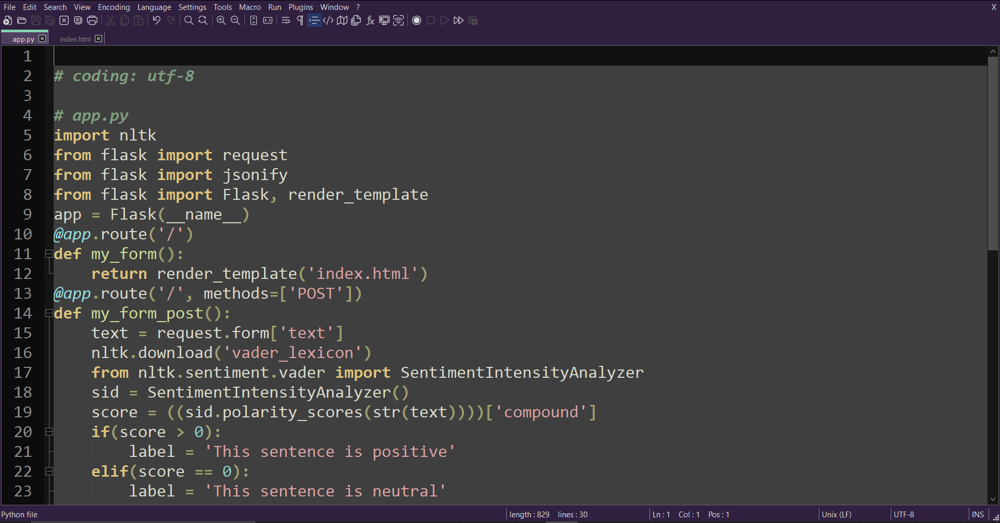 File Edit Search View Encoding Language Settings Tools Macro Run Plugins Window ? X
app.py index.html
1
2 # coding: utf-8
3
4 # app.py
5 import nltk
6 from flask import request
7 from flask import jsonify
8 from flask import Flask, render_template
9 app = Flask(__name__)
10 @app.route('/')
11 def my_form():
12     return render_template('index.html')
13 @app.route('/', methods=['POST'])
14 def my_form_post():
15     text = request.form['text']
16     nltk.download('vader_lexicon')
17     from nltk.sentiment.vader import SentimentIntensityAnalyzer
18     sid = SentimentIntensityAnalyzer()
19     score = ((sid.polarity_scores(str(text))))['compound']
20     if(score > 0):
21         label = 'This sentence is positive'
22     elif(score == 0):
23         label = 'This sentence is neutral'
Python file length : 829 lines : 30 Ln : 1 Col : 1 Pos : 1 Unix (LF) UTF-8 INS